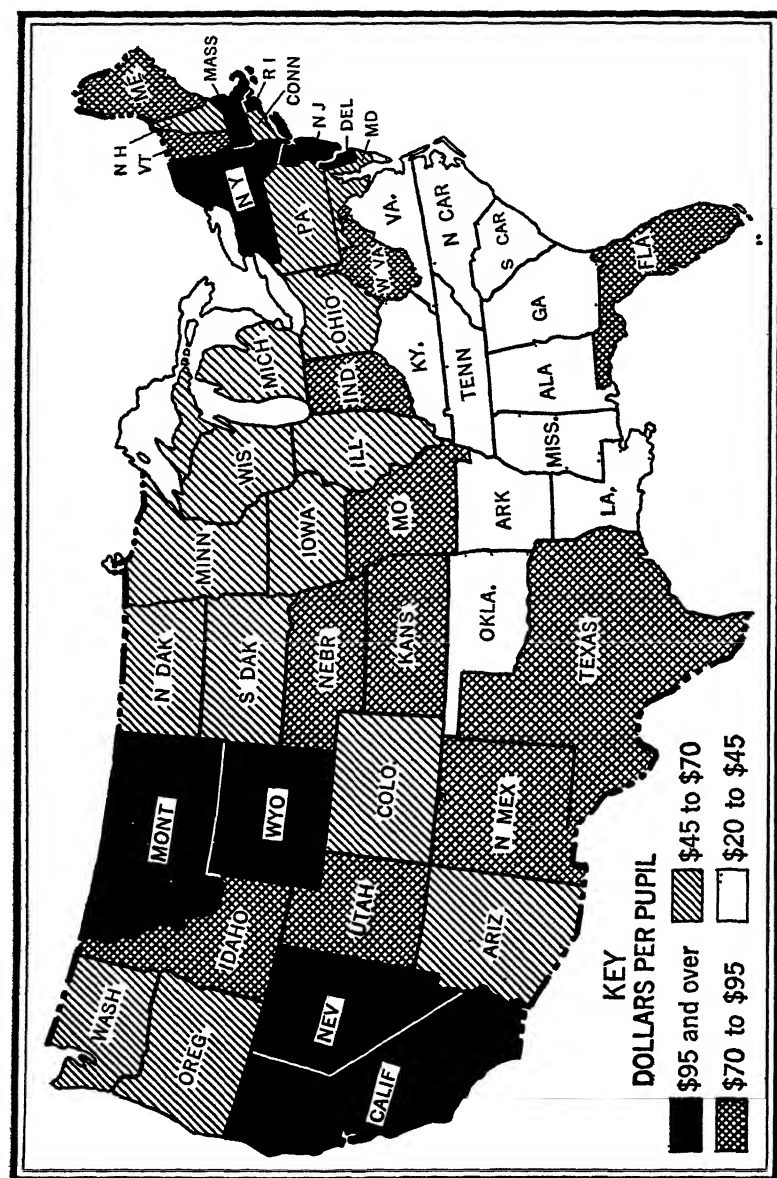 WASH
OREG
CALIF
NEV
IDAHO
MONT
WYO
UTAH
ARIZ
COLO
N MEX
N DAK
S DAK
NEBR
KANS
OKLA.
TEXAS
MINN
IOWA
MO
ARK
LA.
WIS
ILL
MICH
IND
OHIO
KY.
TENN
MISS.
ALA
GA
FLA.
S CAR
N CAR
VA.
W VA
PA.
N Y
VT
N H
ME
MASS
R I
CONN
N J
DEL
MD
KEY
DOLLARS PER PUPIL
$95 and over
$45 to $70
$70 to $95
$20 to $45